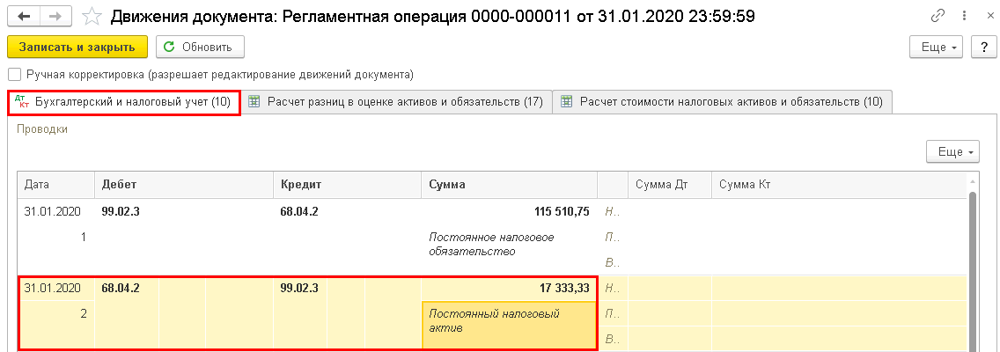 Движения документа: Регламентная операция 0000-000011 от 31.01.2020 23:59:59
Записать и закрыть Обновить Еще ?
Ручная корректировка (разрешает редактирование движений документа)
Дт Кт Бухгалтерский и налоговый учет (10) Расчет разниц в оценке активов и обязательств (17) Расчет стоимости налоговых активов и обязательств (10)
Проводки
Еще
Дата Дебет Кредит Сумма Сумма Дт Сумма Кт
31.01.2020 99.02.3 68.04.2 115 510,75 Н..
1 Постоянное налоговое П..
обязательство
В..
31.01.2020 68.04.2 99.02.3 17 333,33 Н..
2 Постоянный налоговый П..
актив
В..